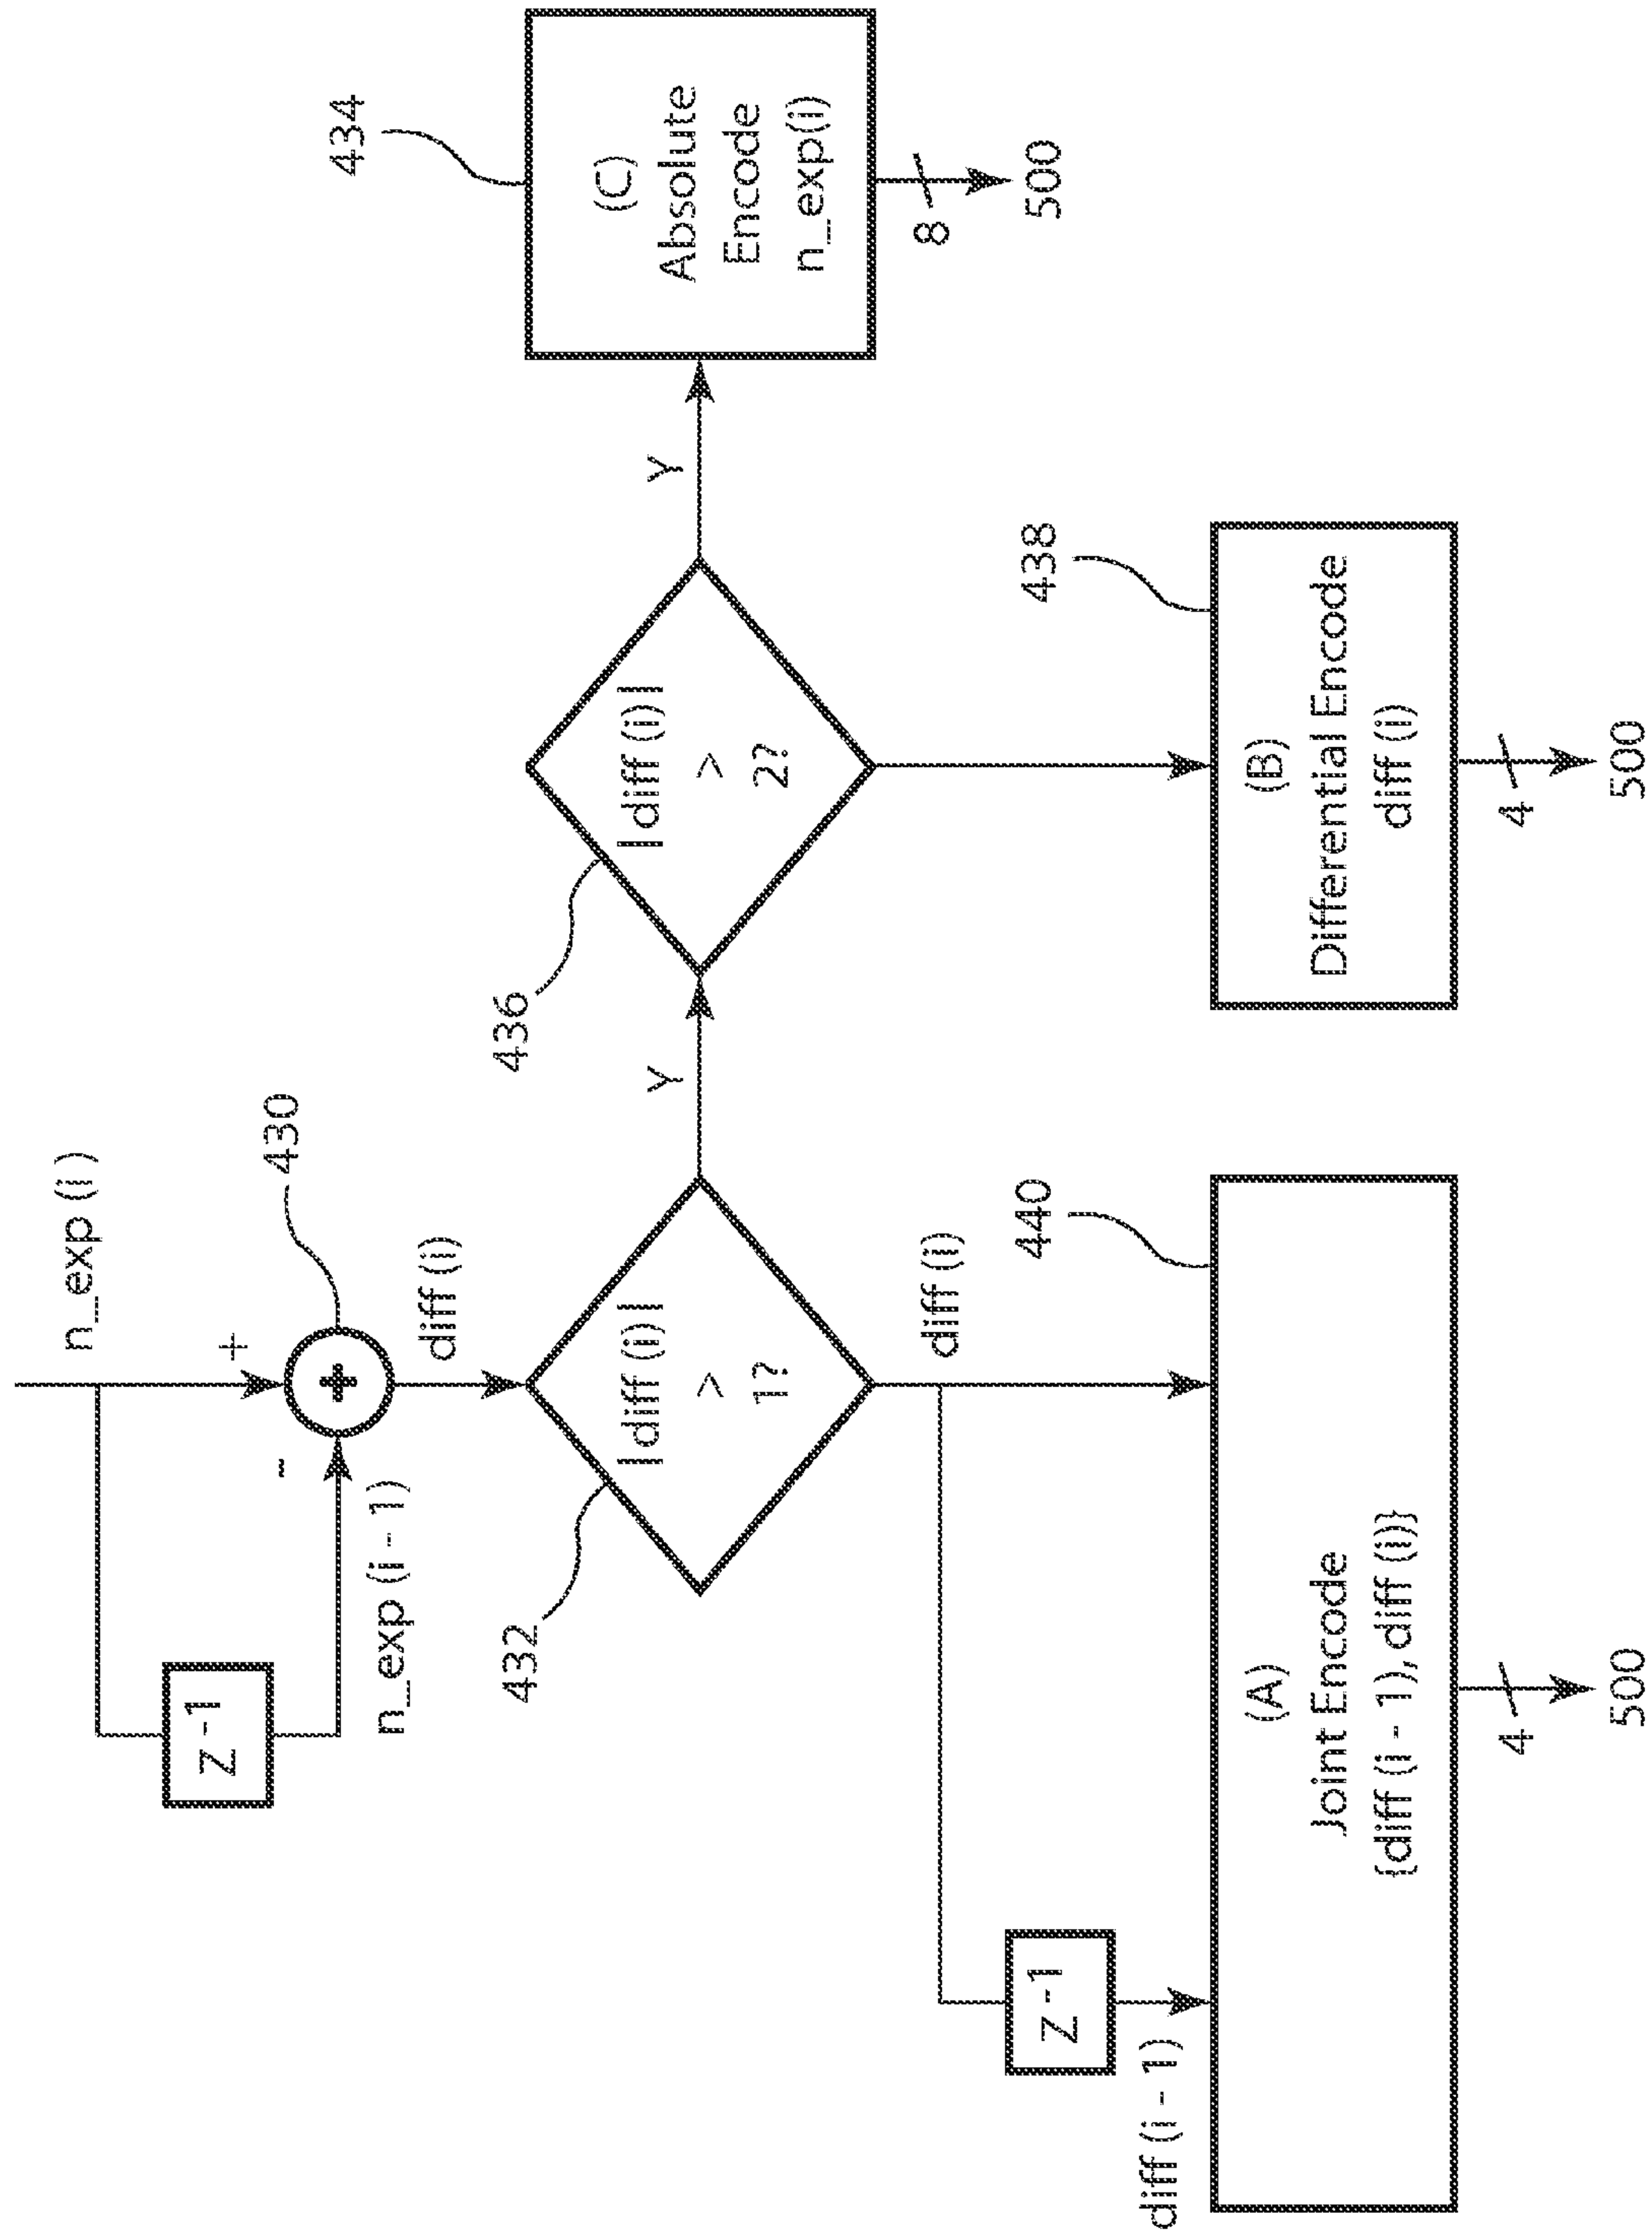 n_exp (i )
+
430
Z -1
-
+
n_exp (i - 1)
diff (i)
434
432
|diff (i)|
>
1?
Y
436
|diff (i)|
>
2?
Y
(C)
Absolute
Encode
n_exp(i)
8
500
diff (i)
Z -1
diff (i - 1)
440
438
(A)
Joint Encode
{diff (i - 1), diff (i)}
4
500
(B)
Differential Encode
diff (i)
4
500